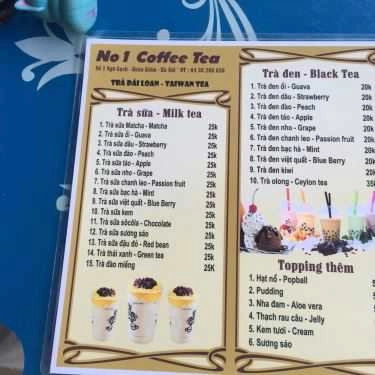 No 1 Coffee Tea
TRÀ ĐÀI LOAN - TAIWAN TEA
Trà sữa - Milk tea
1. Trà sữa Matcha - Matcha 25k
2. Trà sữa ổi - Guava 25k
3. Trà sữa dâu - Strawberry 25k
4. Trà sữa đào - Peach 25k
5. Trà sữa táo - Apple 25k
6. Trà sữa nho - Grape 25k
7. Trà sữa chanh leo - Passion fruit 25k
8. Trà sữa bạc hà - Mint 25k
9. Trà sữa việt quất - Blue Berry 25k
10. Trà sữa kem 25k
11. Trà sữa sôcôla - Chocolate 25k
12. Trà sữa sương sáo 25k
13. Trà sữa đậu đỏ - Red bean 25k
14. Trà thái xanh - Green tea 25k
15. Trà đào miếng 25K
Trà đen - Black Tea
1. Trà đen ổi - Guava 20k
2. Trà đen dâu - Strawberry 20k
3. Trà đen đào - Peach 20k
4. Trà đen táo - Apple 20k
5. Trà đen nho - Grape 20k
6. Trà đen chanh leo - Passion fruit 20k
7. Trà đen bạc hà - Mint 20k
8. Trà đen việt quất - Blue Berry 20k
9. Trà đen kiwi 20k
10. Trà olong - Ceylon tea
Topping thêm
1. Hạt nổ - Popball
2. Pudding
3. Nha đam - Aloe vera
4. Thạch rau câu - Jelly
5. Kem tươi - Cream
6. Sương sáo